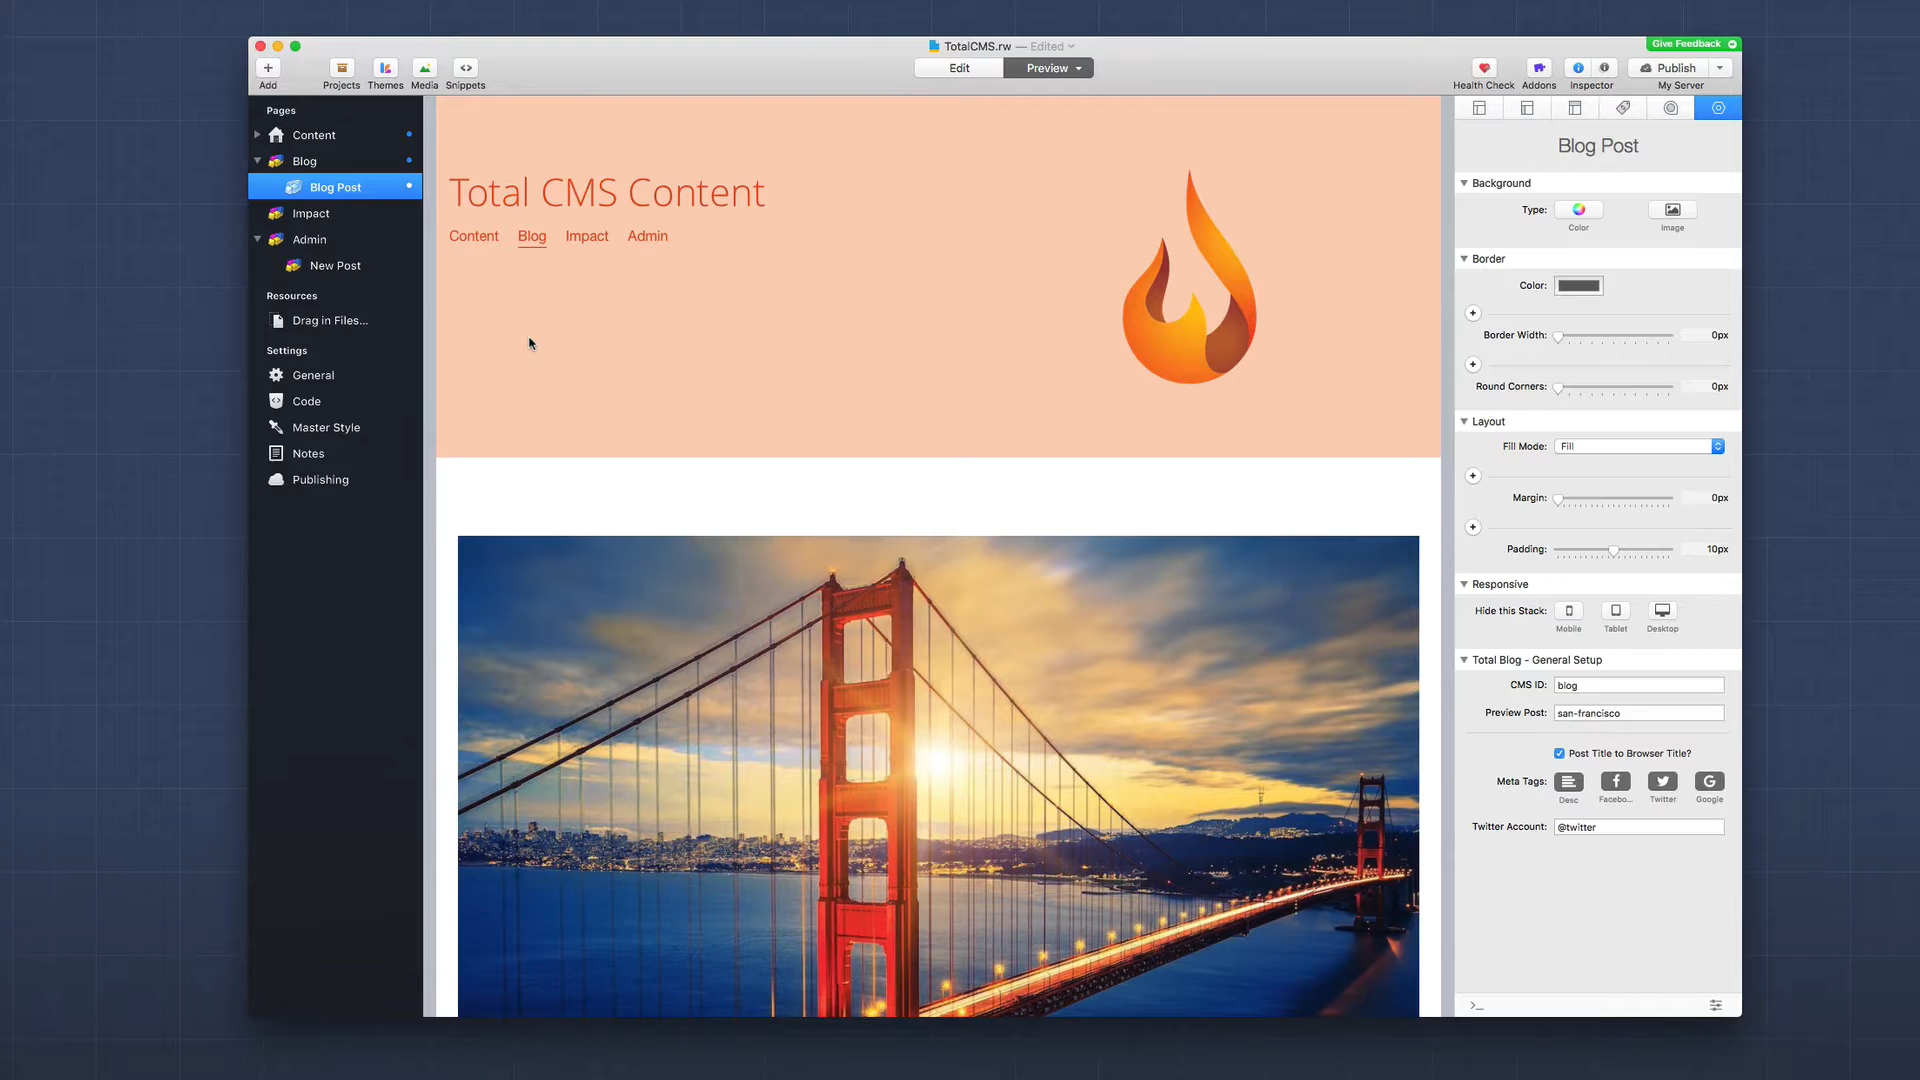 TotalCMS.rw — Edited
Give Feedback
Edit
Preview
Publish
Add
Projects
Themes
Media
Snippets
Health Check
Addons
Inspector
My Server
Pages
Content
Blog
Blog Post
Impact
Admin
New Post
Resources
Drag in Files...
Settings
General
Code
Master Style
Notes
Publishing
Total CMS Content
Content Blog Impact Admin
Blog Post
Background
Type:
Color
Image
Border
Color:
Border Width:
0px
Round Corners:
0px
Layout
Fill Mode:
Fill
Margin:
0px
Padding:
10px
Responsive
Hide this Stack:
Mobile
Tablet
Desktop
Total Blog - General Setup
CMS ID:
blog
Preview Post:
san-francisco
Post Title to Browser Title?
Meta Tags:
Desc
Facebo...
Twitter
Google
Twitter Account:
@twitter